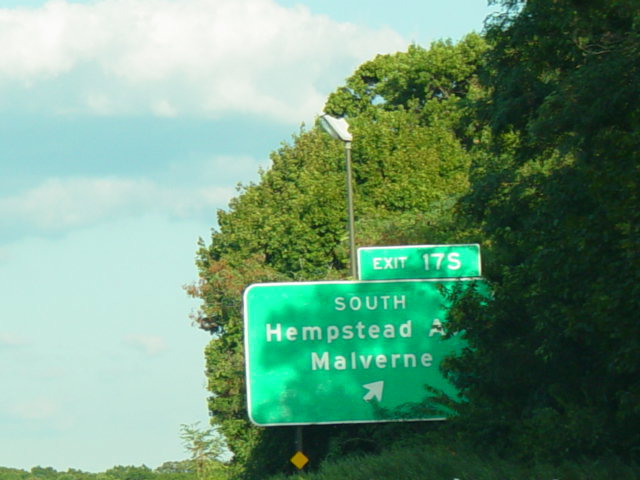 EXIT 17S
SOUTH
Hempstead A
Malverne